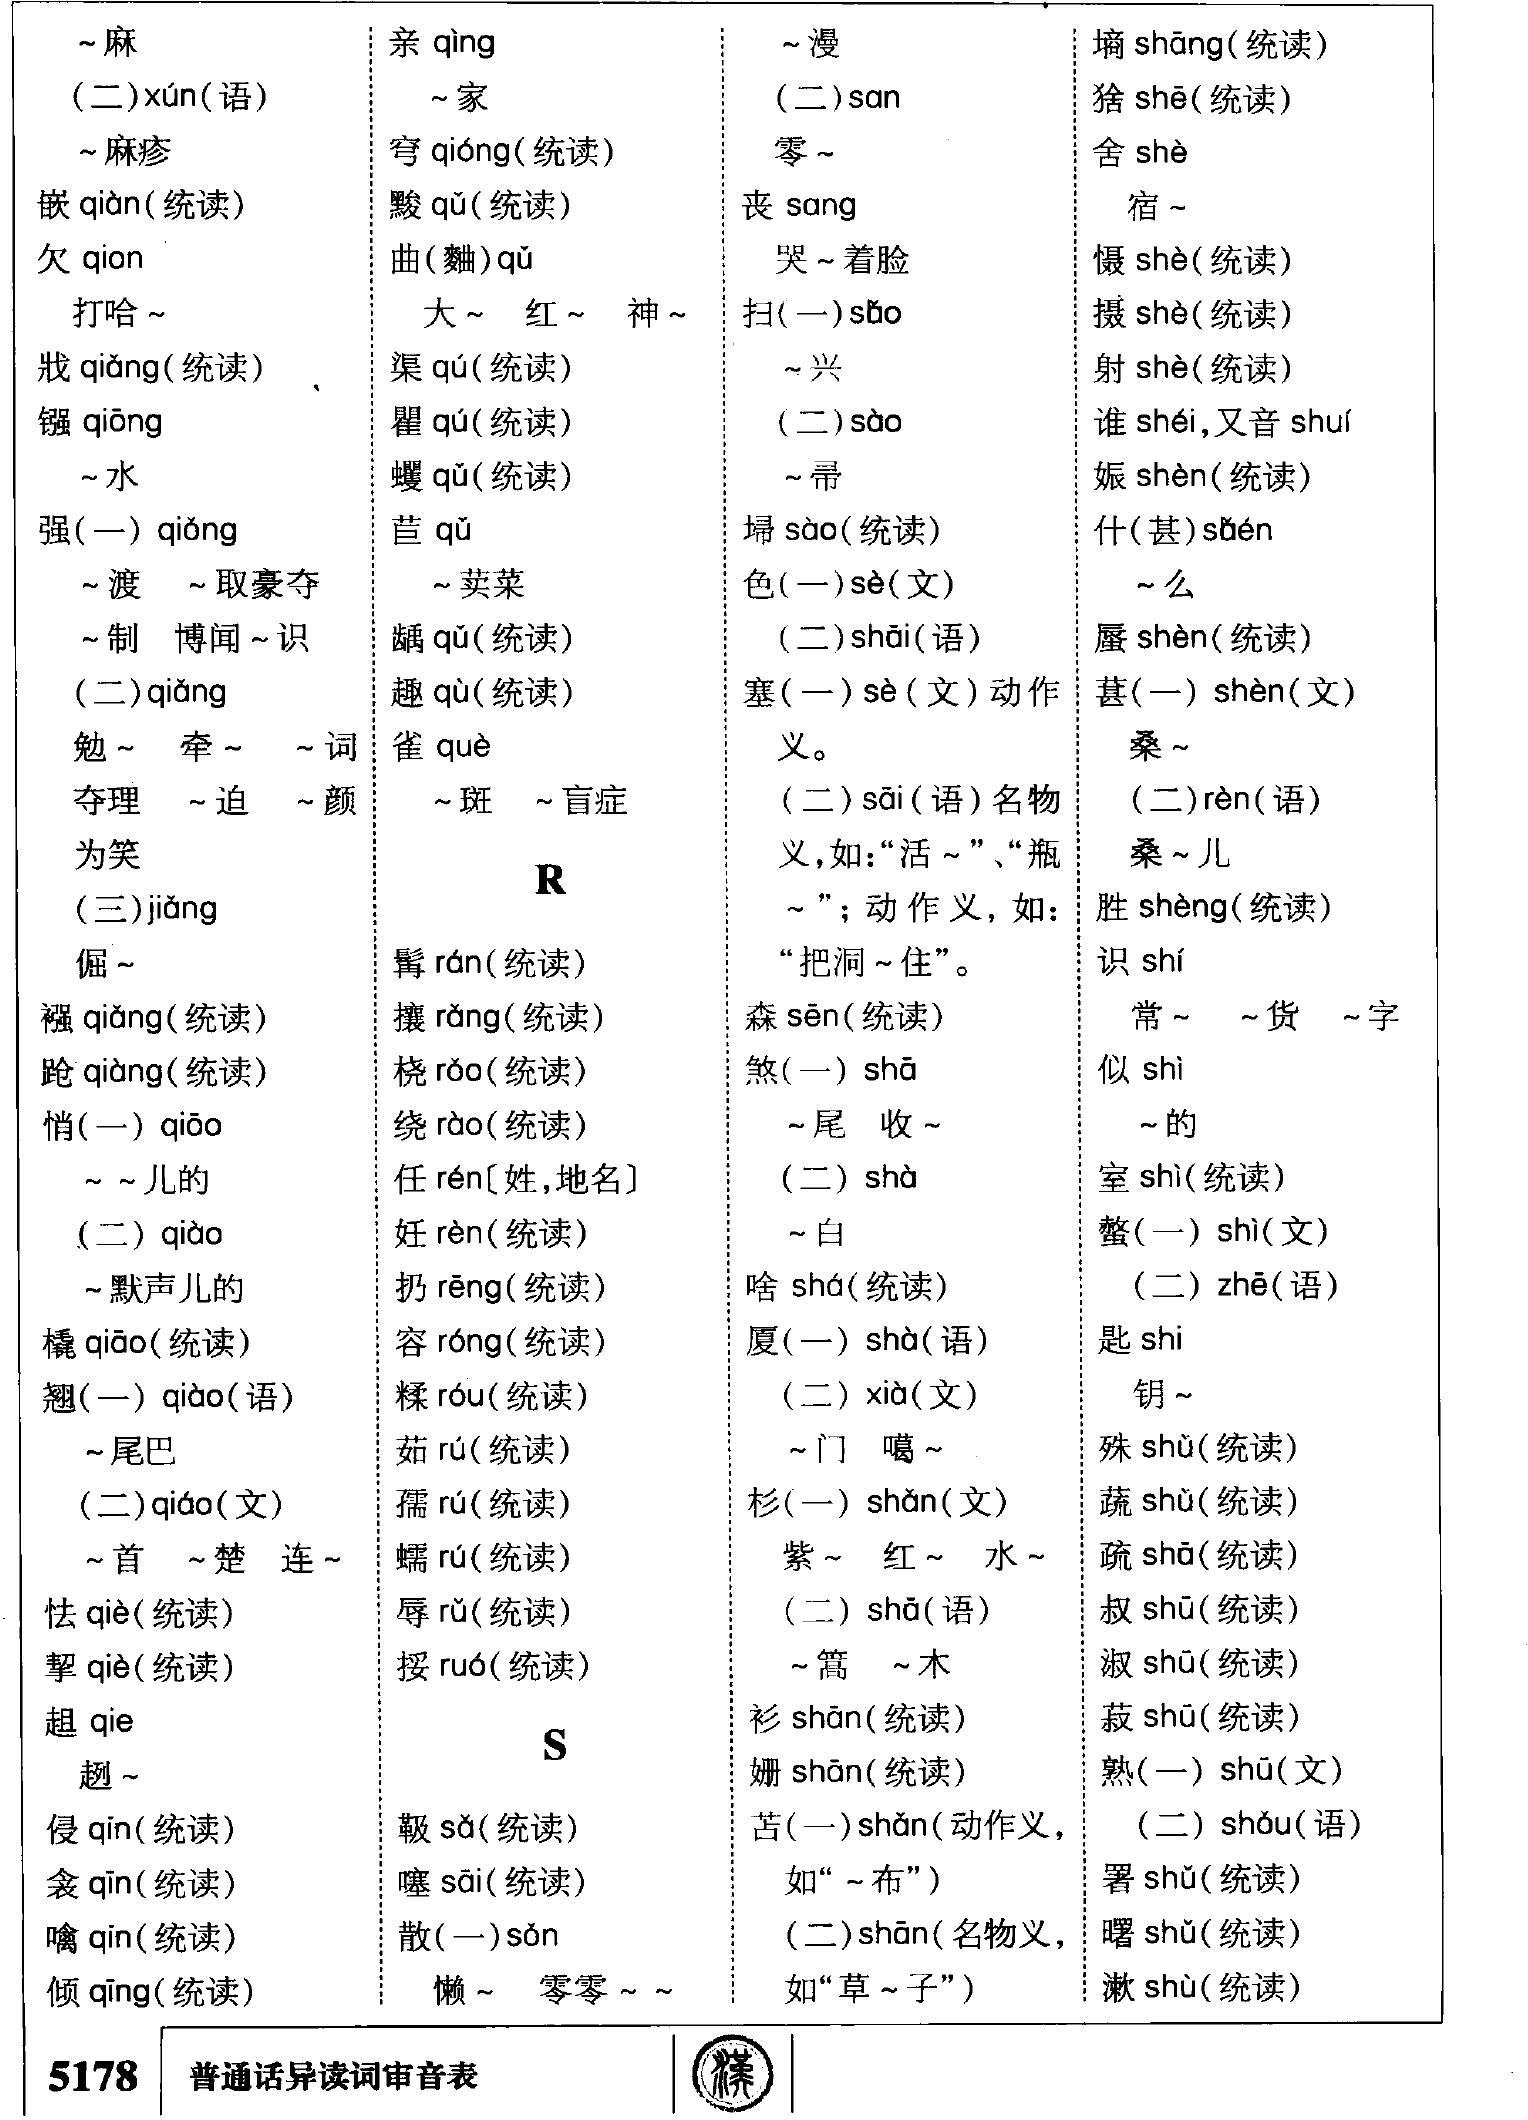 ~麻
(二)xún(语)
~麻疹
嵌 qiàn(统读)
欠 qion
打哈~
戕 qiǎng(统读)
镪 qiōng
~水
强(一) qiǒng
~渡 ~取豪夺
~制 博闻~识
(二)qiǎng
勉~ 牵~ ~词
夺理 ~迫 ~颜
为笑
(三)jiǎng
倔~
襁 qiǎng(统读)
跄 qiàng(统读)
悄(一) qiāo
~~儿的
(二) qiǎo
~默声儿的
橇 qiāo(统读)
翘(一) qiào(语)
~尾巴
(二)qiáo(文)
~首 ~楚 连~
怯 qiè(统读)
挈 qiè(统读)
趄 qie
趔~
侵 qin(统读)
衾 qīn(统读)
噙 qin(统读)
倾 qīng(统读)
亲 qìng
~家
穹 qióng(统读)
黢 qǔ(统读)
曲(麯)qǔ
大~ 红~ 神~
渠 qú(统读)
瞿 qú(统读)
蠼 qǔ(统读)
苣 qǔ
~荬菜
龋 qǔ(统读)
趣 qù(统读)
雀 què
~斑 ~盲症
R
髯 rán(统读)
攘 rǎng(统读)
桡 róo(统读)
绕 rào(统读)
任 rén〔姓,地名〕
妊 rèn(统读)
扔 rēng(统读)
容 róng(统读)
糅 róu(统读)
茹 rú(统读)
孺 rú(统读)
蠕 rú(统读)
辱 rǔ(统读)
挼 ruó(统读)
S
靸 sǎ(统读)
噻 sāi(统读)
散(一)sǒn
懒~ 零零~~
~漫
(二)san
零~
丧 sang
哭~着脸
扫(一)sǎo
~兴
(二)sào
~帚
埽 sào(统读)
色(一)sè(文)
(二)shāi(语)
塞(一)sè(文)动作
义。
(二)sāi(语)名物
义,如:“活~”、“瓶
~”;动作义,如:
“把洞~住”。
森 sēn(统读)
煞(一) shā
~尾 收~
(二) shà
~白
啥 shá(统读)
厦(一) shà(语)
(二) xià(文)
~门 噶~
杉(一) shǎn(文)
紫~ 红~ 水~
(二) shā(语)
~篙 ~木
衫 shān(统读)
姗 shān(统读)
苫(一)shǎn(动作义,
如“~布”)
(二)shān(名物义,
如“草~子”)
墒 shāng(统读)
猞 shē(统读)
舍 shè
宿~
慑 shè(统读)
摄 shè(统读)
射 shè(统读)
谁 shéi,又音 shuí
娠 shèn(统读)
什(甚)sǎén
~么
蜃 shèn(统读)
葚(一) shèn(文)
桑~
(二)rèn(语)
桑~儿
胜 shèng(统读)
识 shí
常~ ~货 ~字
似 shì
~的
室 shì(统读)
螫(一) shì(文)
(二) zhē(语)
匙 shi
钥~
殊 shǔ(统读)
蔬 shǔ(统读)
疏 shā(统读)
叔 shū(统读)
淑 shū(统读)
菽 shū(统读)
熟(一) shū(文)
(二) shǒu(语)
署 shǔ(统读)
曙 shǔ(统读)
漱 shù(统读)
5178 普通话异读词审音表 漢